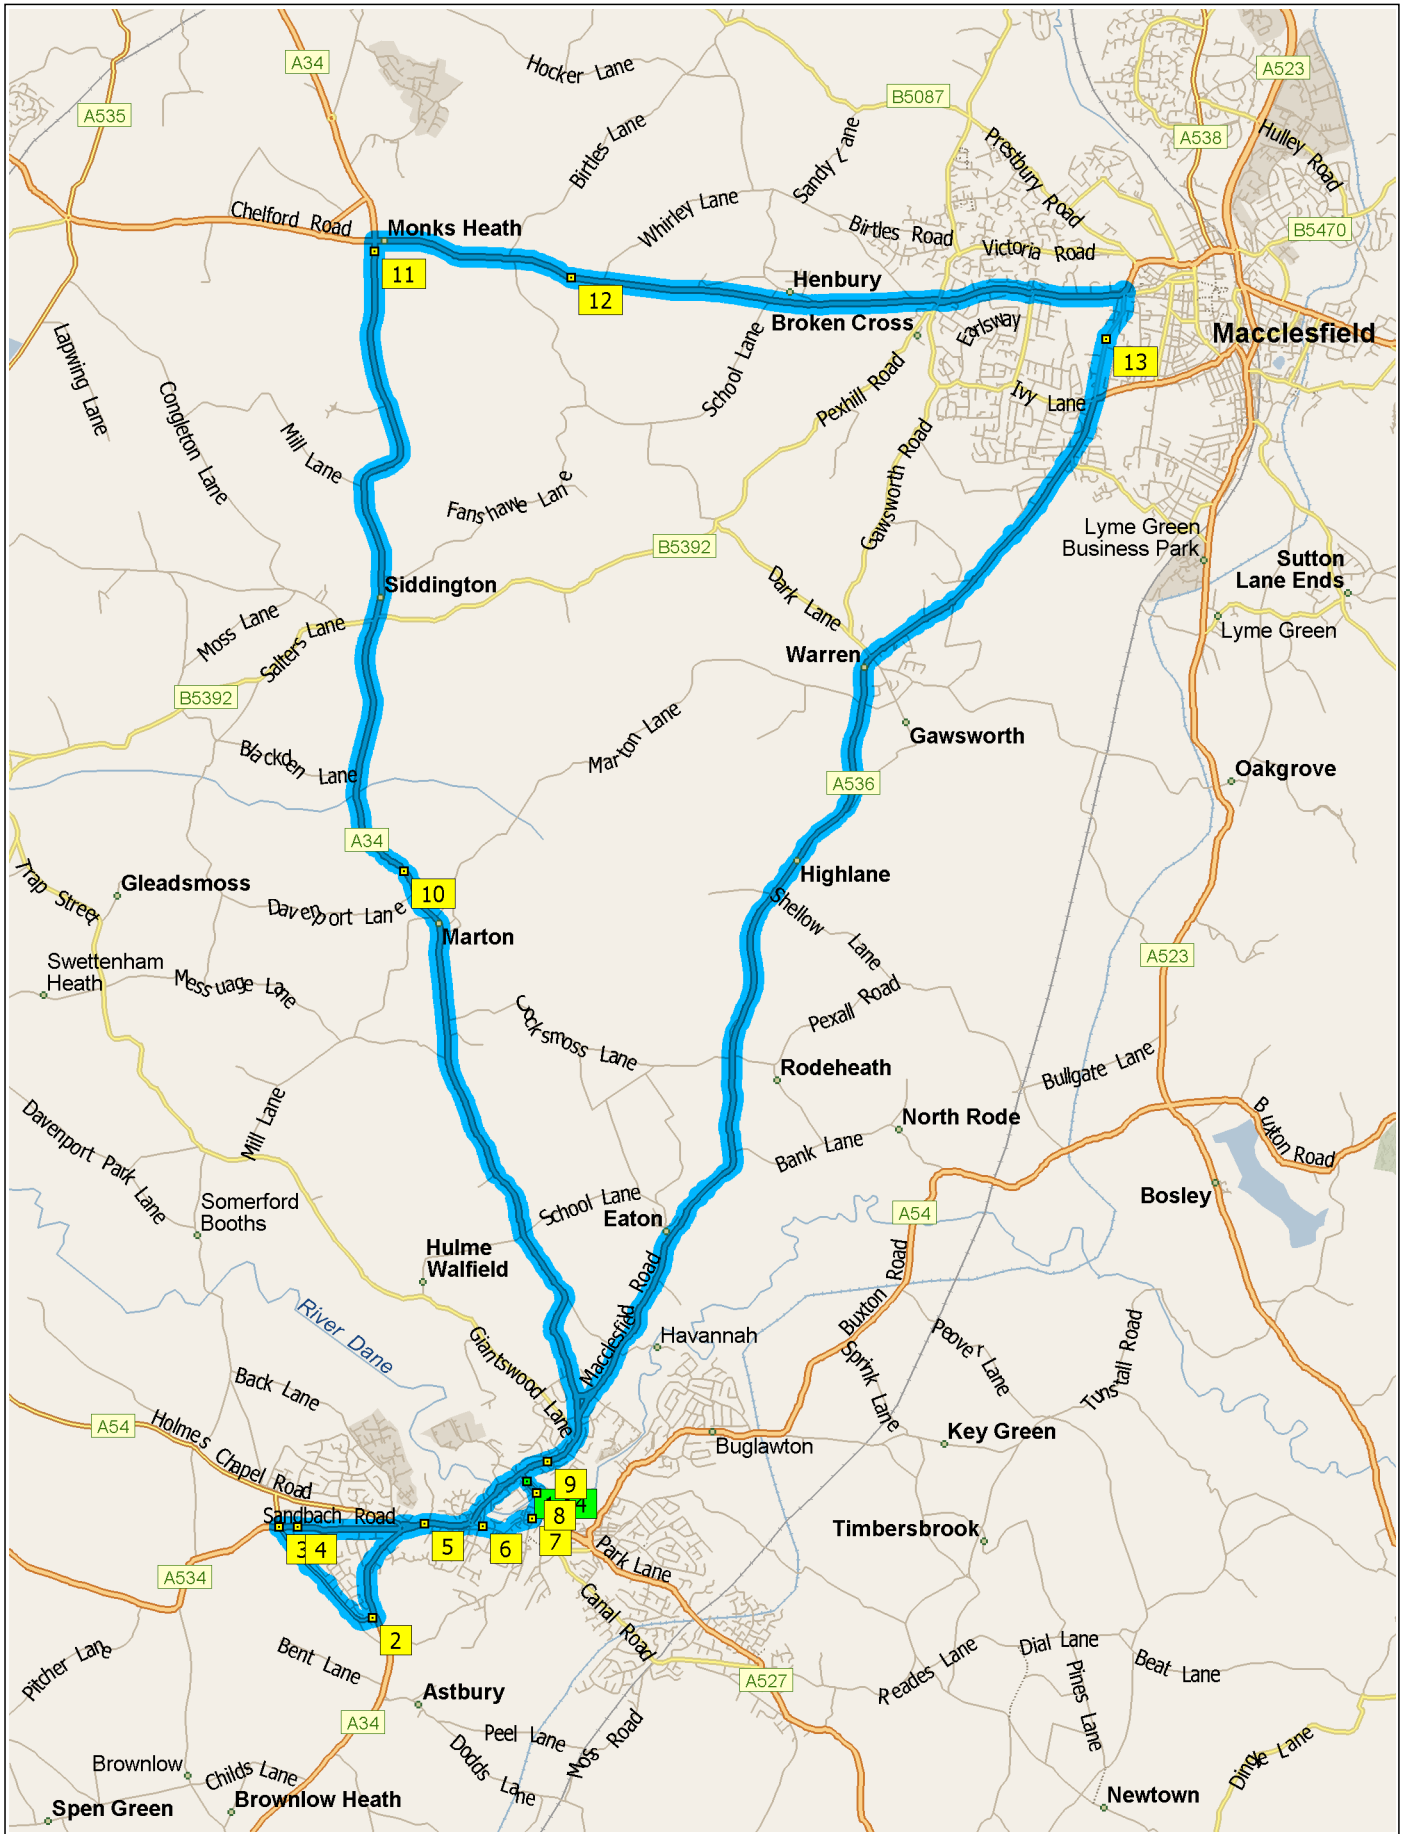 A34
Hocker Lane
A523
A535
B5087
A538
Hulley Road
Birtles Lane
Sandy Lane
Prestbury Road
Chelford Road
Monks Heath
Whirley Lane
Birtles Road
Victoria Road
B5470
11
12
Henbury
Broken Cross
Earlsway
Macclesfield
13
Lapwing Lane
Congleton Lane
School Lane
Pexhill Road
Ivy Lane
Mill Lane
Gawsworth Road
Fanshawe Lane
B5392
Lyme Green
Business Park
Sutton
Lane Ends
Siddington
Dark Lane
Moss Lane
Salters Lane
Lyme Green
Warren
B5392
Marton Lane
Gawsworth
Blackden Lane
A536
Oakgrove
A34
Trap Street
Gleadsmoss
10
Highlane
Davenport Lane
Shellow Lane
Marton
A523
Swettenham
Heath
Messuage Lane
Pexall Road
Cocksmoss Lane
Rodeheath
Bullgate Lane
Davenport Park Lane
Mill Lane
North Rode
Buxton Road
Bank Lane
Somerford
Booths
School Lane
Eaton
Bosley
A54
Hulme
Walfield
Macclesfield Road
Buxton Road
River Dane
Giantswood Lane
Havannah
Sprink Lane
Peover Lane
Tunstall Road
Back Lane
A54
Holmes Chapel Road
Buglawton
Key Green
9
4
8
Sandbach Road
3
4
5
6
7
Timbersbrook
Park Lane
A534
Canal Road
2
Pitcher Lane
Bent Lane
Reades Lane
Dial Lane
Pines Lane
Beat Lane
A527
Astbury
A34
Peel Lane
Moss Road
Dodds Lane
Brownlow
Childs Lane
Dingle Lane
Brownlow Heath
Newtown
Spen Green